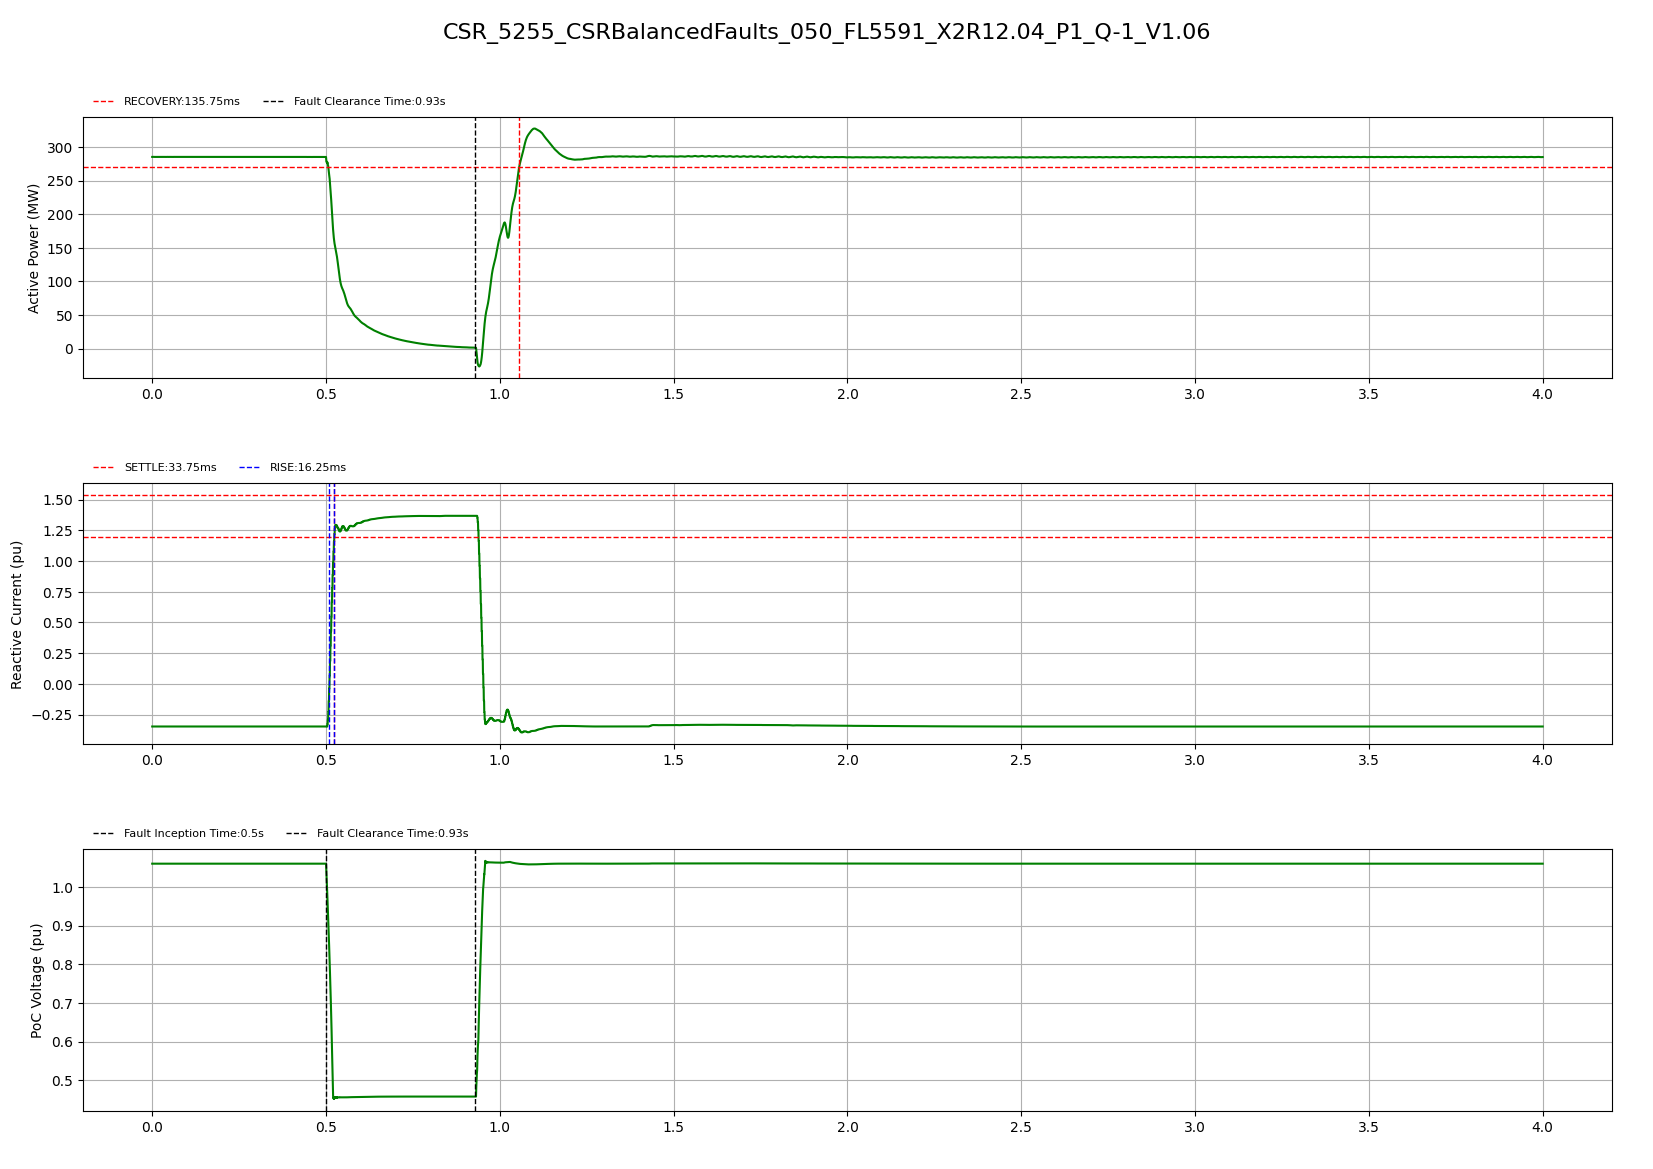 CSR_5255_CSRBalancedFaults_050_FL5591_X2R12.04_P1_Q-1_V1.06
RECOVERY:135.75ms Fault Clearance Time:0.93s
Active Power (MW)
300
250
200
150
100
50
0
0.0 0.5 1.0 1.5 2.0 2.5 3.0 3.5 4.0
SETTLE:33.75ms RISE:16.25ms
Reactive Current (pu)
1.50
1.25
1.00
0.75
0.50
0.25
0.00
−0.25
0.0 0.5 1.0 1.5 2.0 2.5 3.0 3.5 4.0
Fault Inception Time:0.5s Fault Clearance Time:0.93s
PoC Voltage (pu)
1.0
0.9
0.8
0.7
0.6
0.5
0.0 0.5 1.0 1.5 2.0 2.5 3.0 3.5 4.0